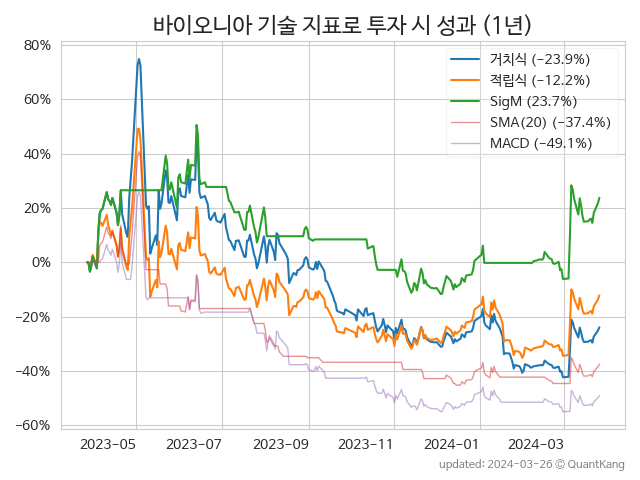 바이오니아 기술 지표로 투자 시 성과 (1년)
거치식 (−23.9%)
적립식 (−12.2%)
SigM (23.7%)
SMA(20) (−37.4%)
MACD (−49.1%)
80%
60%
40%
20%
0%
−20%
−40%
−60%
2023-05 2023-07 2023-09 2023-11 2024-01 2024-03
updated: 2024-03-26 © QuantKang